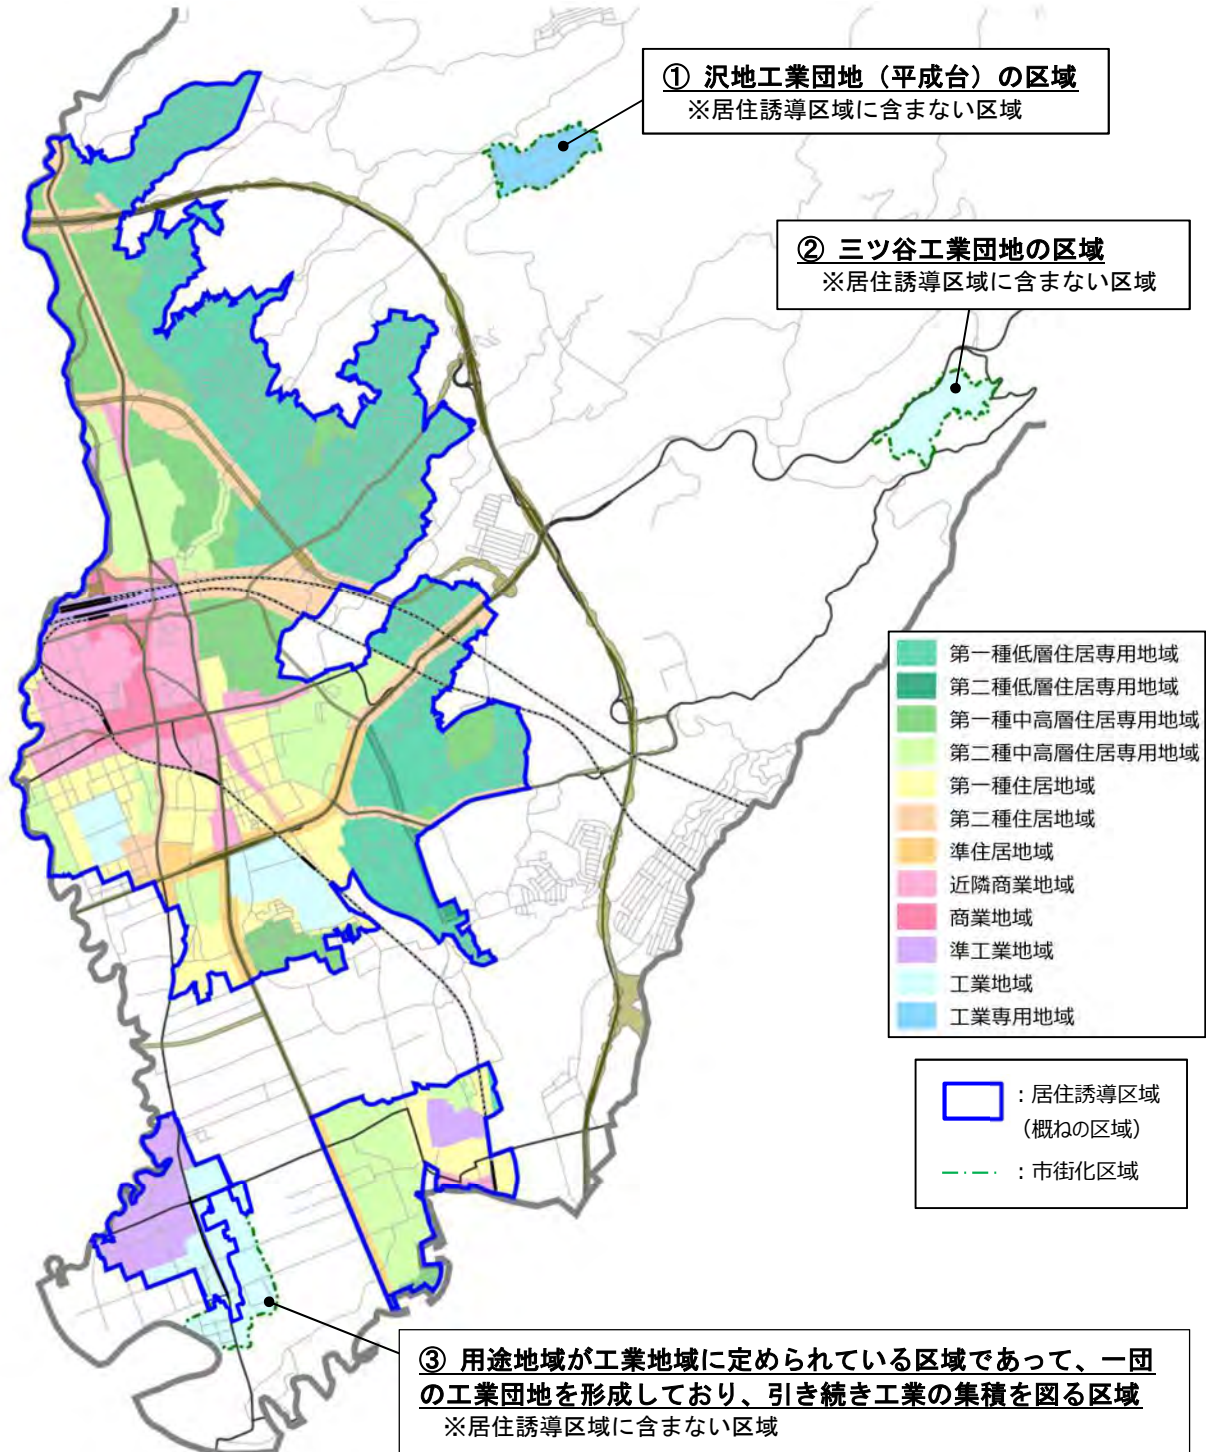 ① 沢地工業団地（平成台）の区域
※居住誘導区域に含まない区域
② 三ツ谷工業団地の区域
※居住誘導区域に含まない区域
第一種低層住居専用地域
第二種低層住居専用地域
第一種中高層住居専用地域
第二種中高層住居専用地域
第一種住居地域
第二種住居地域
準住居地域
近隣商業地域
商業地域
準工業地域
工業地域
工業専用地域
：居住誘導区域
（概ねの区域）
：市街化区域
③ 用途地域が工業地域に定められている区域であって、一団
の工業団地を形成しており、引き続き工業の集積を図る区域
※居住誘導区域に含まない区域